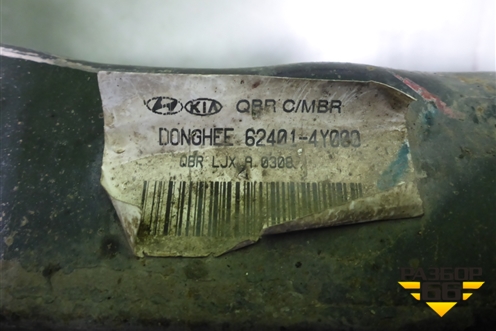 KIA QBR C/MBR
DONGHEE 62401-4Y000
QBR LJX A 0308
РАЗБОР
66